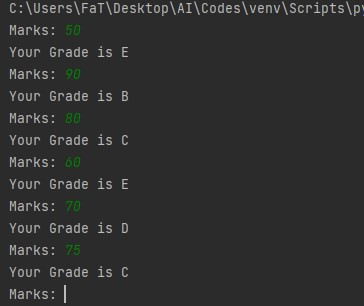 C:\Users\FaT\Desktop\AI\Codes\venv\Scripts\py
Marks: 50
Your Grade is E
Marks: 90
Your Grade is B
Marks: 80
Your Grade is C
Marks: 60
Your Grade is E
Marks: 70
Your Grade is D
Marks: 75
Your Grade is C
Marks: